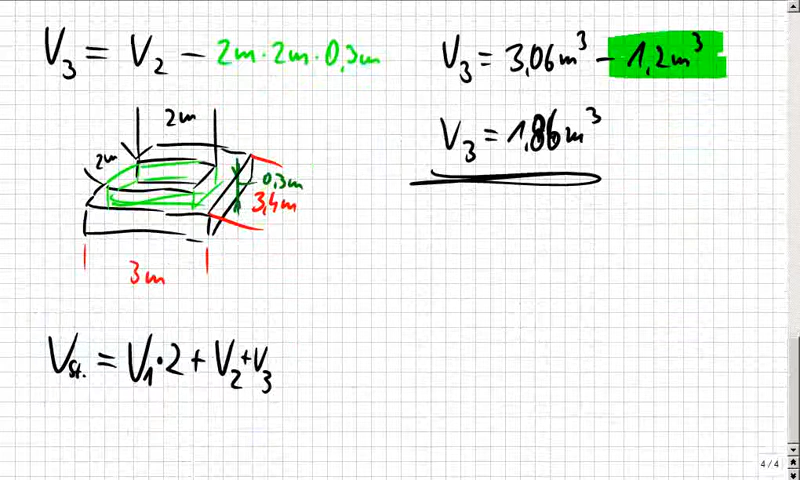 V₃ = V₂ − 2m·2m·0,3m
V₃ = 3,06m³ − 1,2m³
V₃ = 1,86m³
2m
2m
0,3m
3,4m
3m
Vst. = V₁·2 + V₂ + V₃
4 / 4